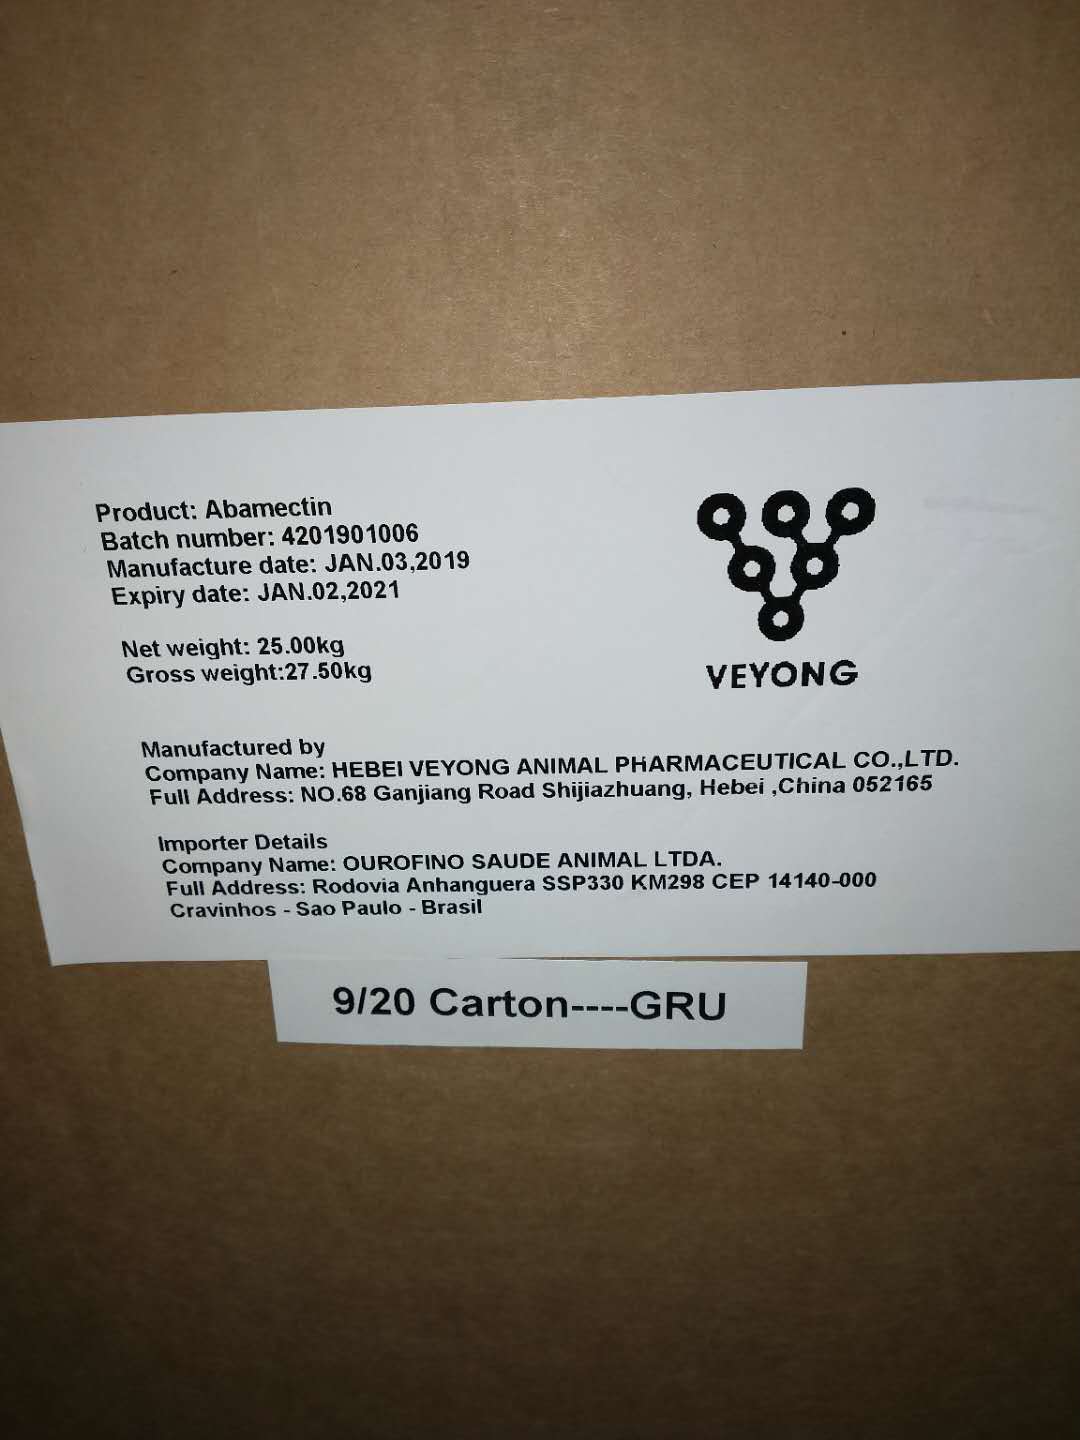 Product: Abamectin
Batch number: 4201901006
Manufacture date: JAN.03,2019
Expiry date: JAN.02,2021
Net weight: 25.00kg
Gross weight:27.50kg
VEYONG
Manufactured by
Company Name: HEBEI VEYONG ANIMAL PHARMACEUTICAL CO.,LTD.
Full Address: NO.68 Ganjiang Road Shijiazhuang, Hebei ,China 052165
Importer Details
Company Name: OUROFINO SAUDE ANIMAL LTDA.
Full Address: Rodovia Anhanguera SSP330 KM298 CEP 14140-000
Cravinhos - Sao Paulo - Brasil
9/20 Carton----GRU